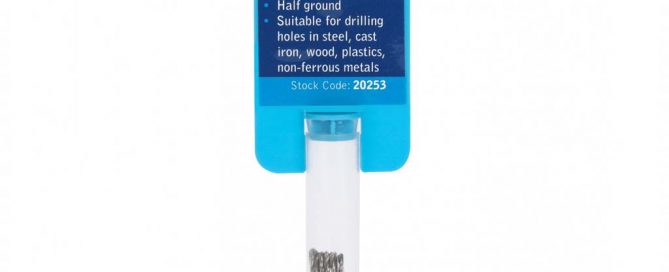 • Half ground
• Suitable for drilling
holes in steel, cast
iron, wood, plastics,
non-ferrous metals
Stock Code: 20253